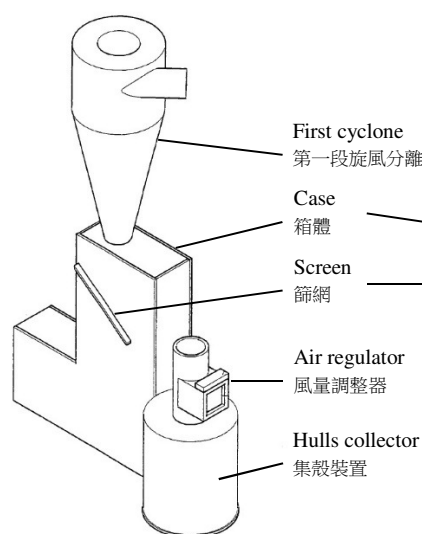 First cyclone
第一段旋風分離
Case
箱體
Screen
篩網
Air regulator
風量調整器
Hulls collector
集殼裝置